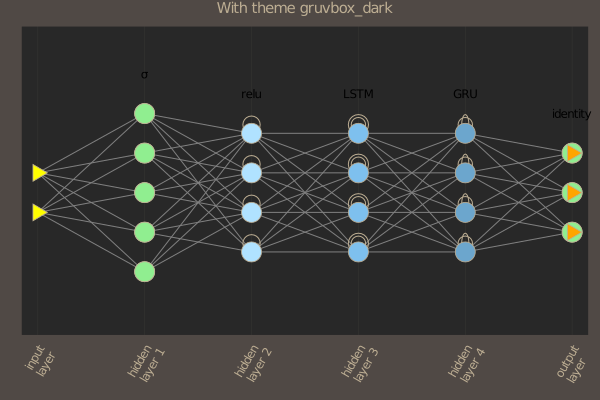 With theme gruvbox_dark
σ
relu
LSTM
GRU
identity
input
layer
hidden
layer 1
hidden
layer 2
hidden
layer 3
hidden
layer 4
output
layer